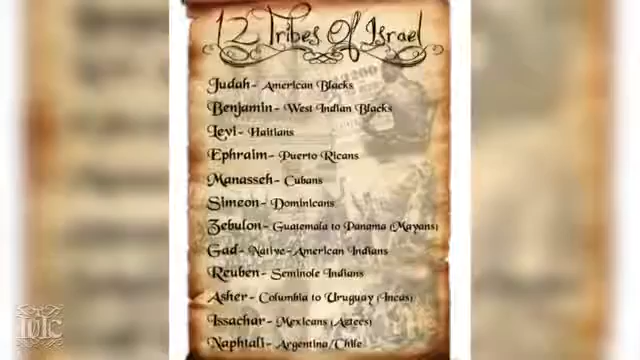 12 Tribes Of Israel
Judah- American Blacks
Benjamin- West Indian Blacks
Levi- Haitians
Ephraim- Puerto Ricans
Manasseh- Cubans
Simeon- Dominicans
Zebulon- Guatemala to Panama (Mayans)
Gad- Native-American Indians
Reuben- Seminole Indians
Asher- Columbia to Uruguay (Incas)
Issachar- Mexicans (Aztecs)
Naphtali- Argentina/Chile
IUIC